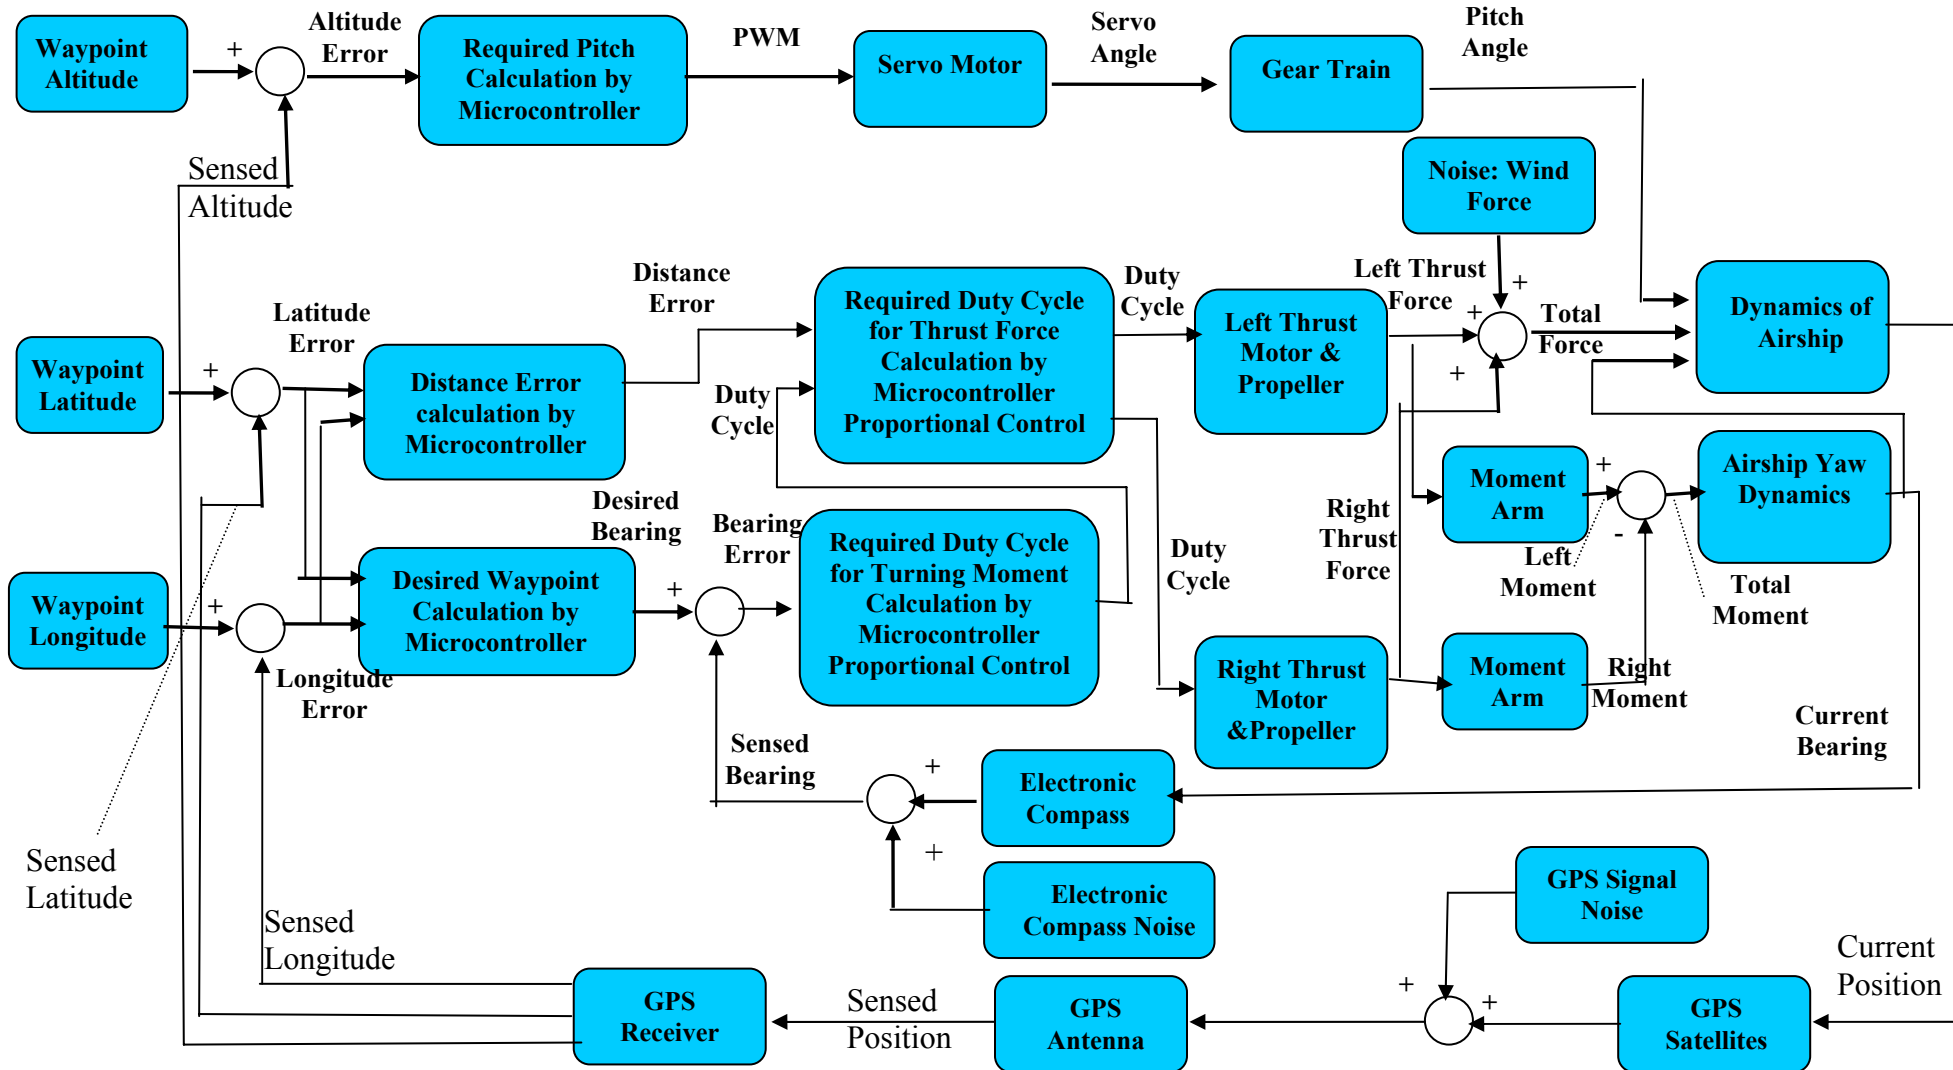 Waypoint
Altitude
+
Altitude
Error
Required Pitch
Calculation by
Microcontroller
PWM
Servo Motor
Servo
Angle
Gear Train
Pitch
Angle
Sensed
Altitude
Noise: Wind
Force
Waypoint
Latitude
+
Latitude
Error
Distance Error
calculation by
Microcontroller
Distance
Error
Duty
Cycle
Required Duty Cycle
for Thrust Force
Calculation by
Microcontroller
Proportional Control
Duty
Cycle
Left Thrust
Motor &
Propeller
Left Thrust
Force
+
+
+
Total
Force
Dynamics of
Airship
Waypoint
Longitude
+
Longitude
Error
Desired Waypoint
Calculation by
Microcontroller
Desired
Bearing
+
Bearing
Error
Required Duty Cycle
for Turning Moment
Calculation by
Microcontroller
Proportional Control
Duty
Cycle
Right Thrust
Motor
&Propeller
Right
Thrust
Force
Moment
Arm
+
-
Left
Moment
Airship Yaw
Dynamics
Total
Moment
Moment
Arm
Right
Moment
Current
Bearing
Sensed
Bearing
+
+
Electronic
Compass
Electronic
Compass Noise
Sensed
Latitude
Sensed
Longitude
GPS
Receiver
Sensed
Position
GPS
Antenna
+
+
GPS Signal
Noise
GPS
Satellites
Current
Position